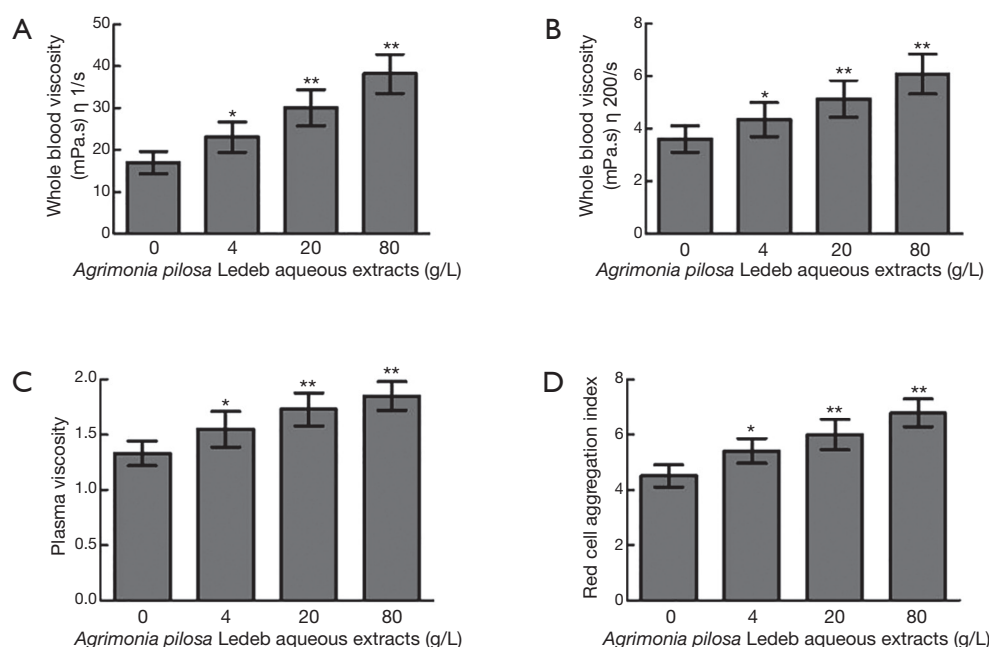 A
Whole blood viscosity
(mPa.s) η 1/s
50
40
30
20
10
0
*
**
**
0 4 20 80
Agrimonia pilosa Ledeb aqueous extracts (g/L)
B
Whole blood viscosity
(mPa.s) η 200/s
8
6
4
2
0
*
**
**
0 4 20 80
Agrimonia pilosa Ledeb aqueous extracts (g/L)
C
Plasma viscosity
2.0
1.5
1.0
0.5
0.0
*
**
**
0 4 20 80
Agrimonia pilosa Ledeb aqueous extracts (g/L)
D
Red cell aggregation index
8
6
4
2
0
*
**
**
0 4 20 80
Agrimonia pilosa Ledeb aqueous extracts (g/L)